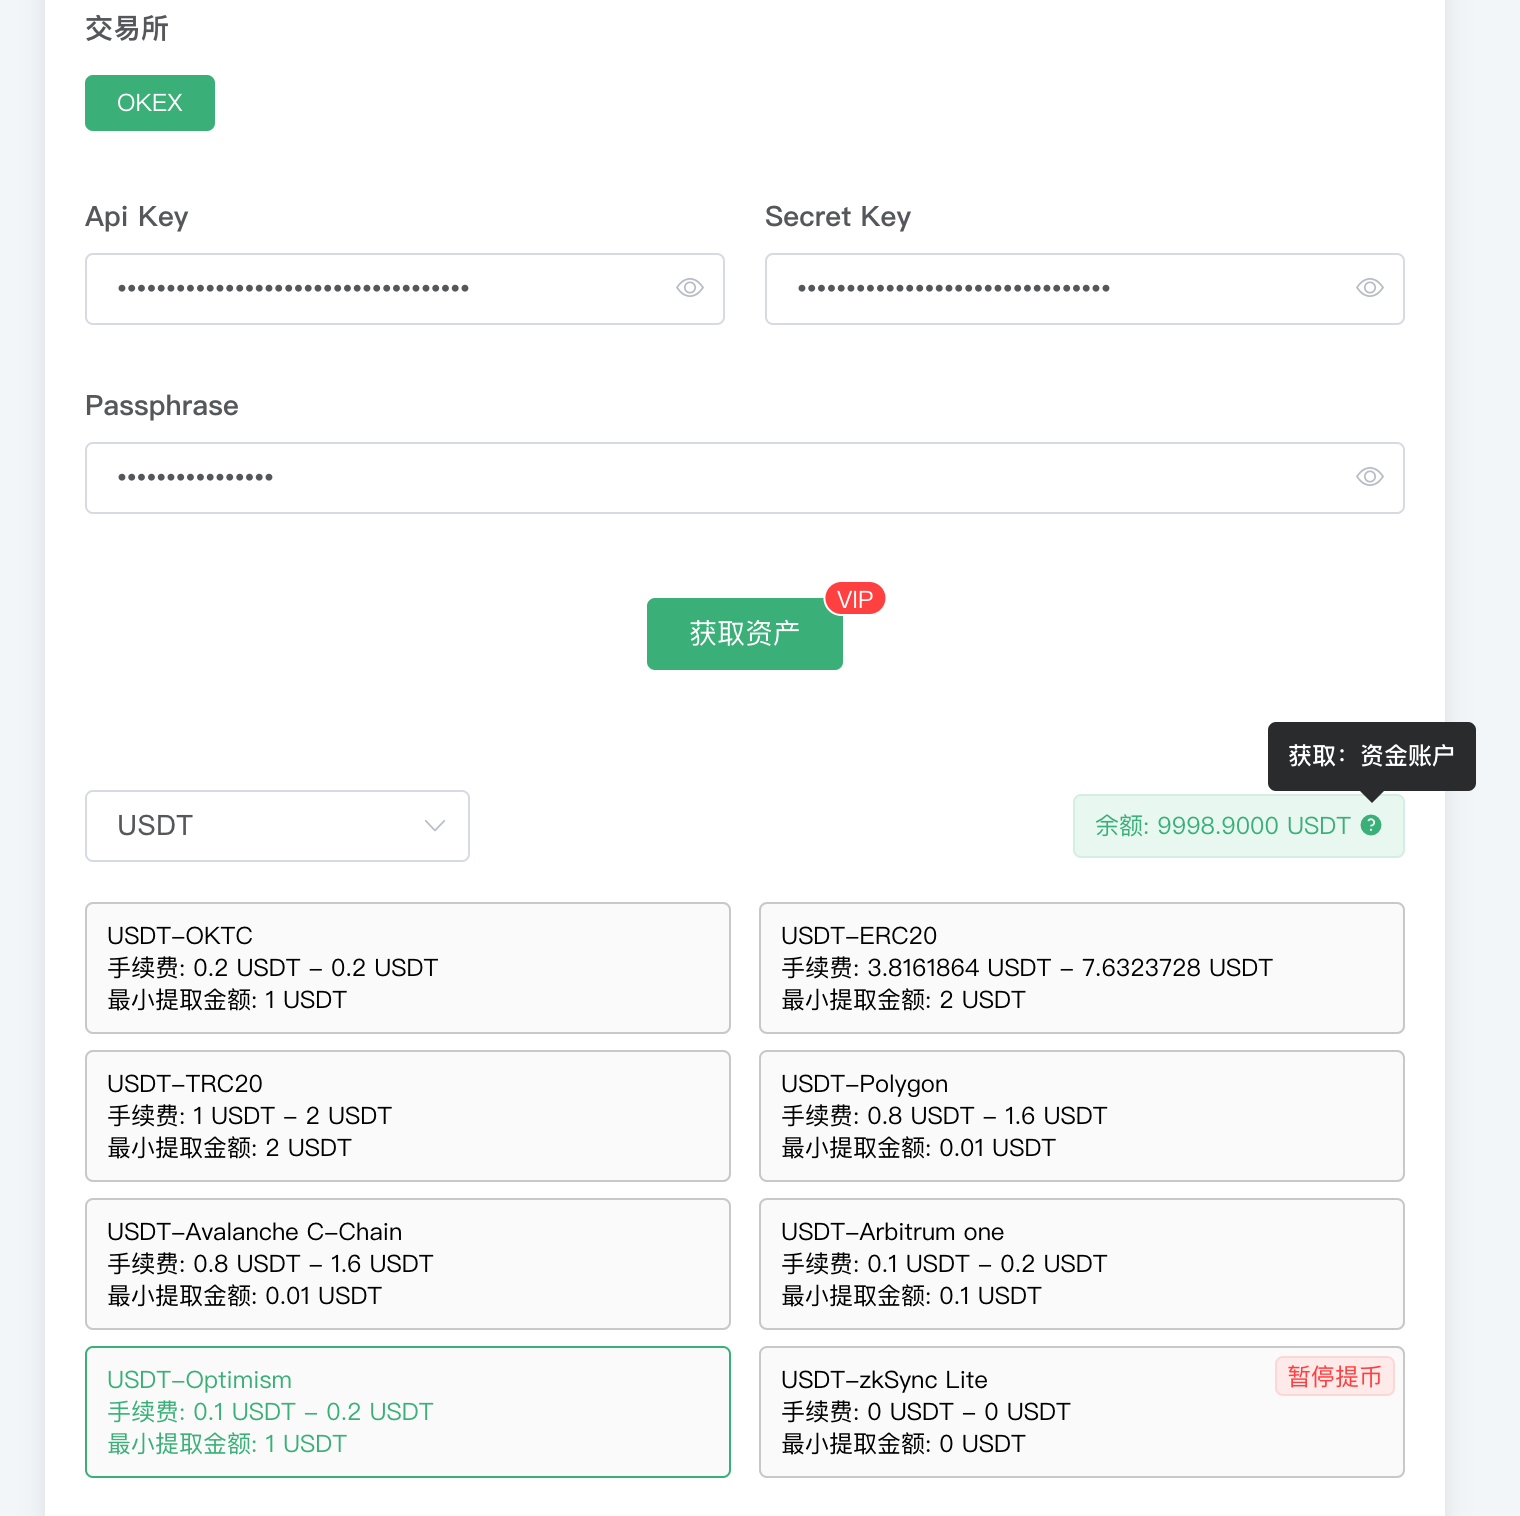 交易所
OKEX
Api Key
Secret Key
••••••••••••••••••••••••••••••••••••
••••••••••••••••••••••••••••••••
Passphrase
••••••••••••••••
获取资产
VIP
获取：资金账户
USDT
余额: 9998.9000 USDT ?
USDT-OKTC
手续费: 0.2 USDT - 0.2 USDT
最小提取金额: 1 USDT
USDT-ERC20
手续费: 3.8161864 USDT - 7.6323728 USDT
最小提取金额: 2 USDT
USDT-TRC20
手续费: 1 USDT - 2 USDT
最小提取金额: 2 USDT
USDT-Polygon
手续费: 0.8 USDT - 1.6 USDT
最小提取金额: 0.01 USDT
USDT-Avalanche C-Chain
手续费: 0.8 USDT - 1.6 USDT
最小提取金额: 0.01 USDT
USDT-Arbitrum one
手续费: 0.1 USDT - 0.2 USDT
最小提取金额: 0.1 USDT
USDT-Optimism
手续费: 0.1 USDT - 0.2 USDT
最小提取金额: 1 USDT
USDT-zkSync Lite
暂停提币
手续费: 0 USDT - 0 USDT
最小提取金额: 0 USDT